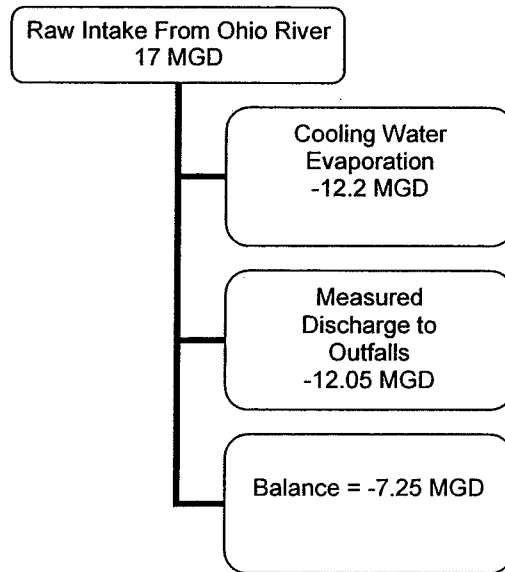 Raw Intake From Ohio River
17 MGD
Cooling Water
Evaporation
-12.2 MGD
Measured
Discharge to
Outfalls
-12.05 MGD
Balance = -7.25 MGD